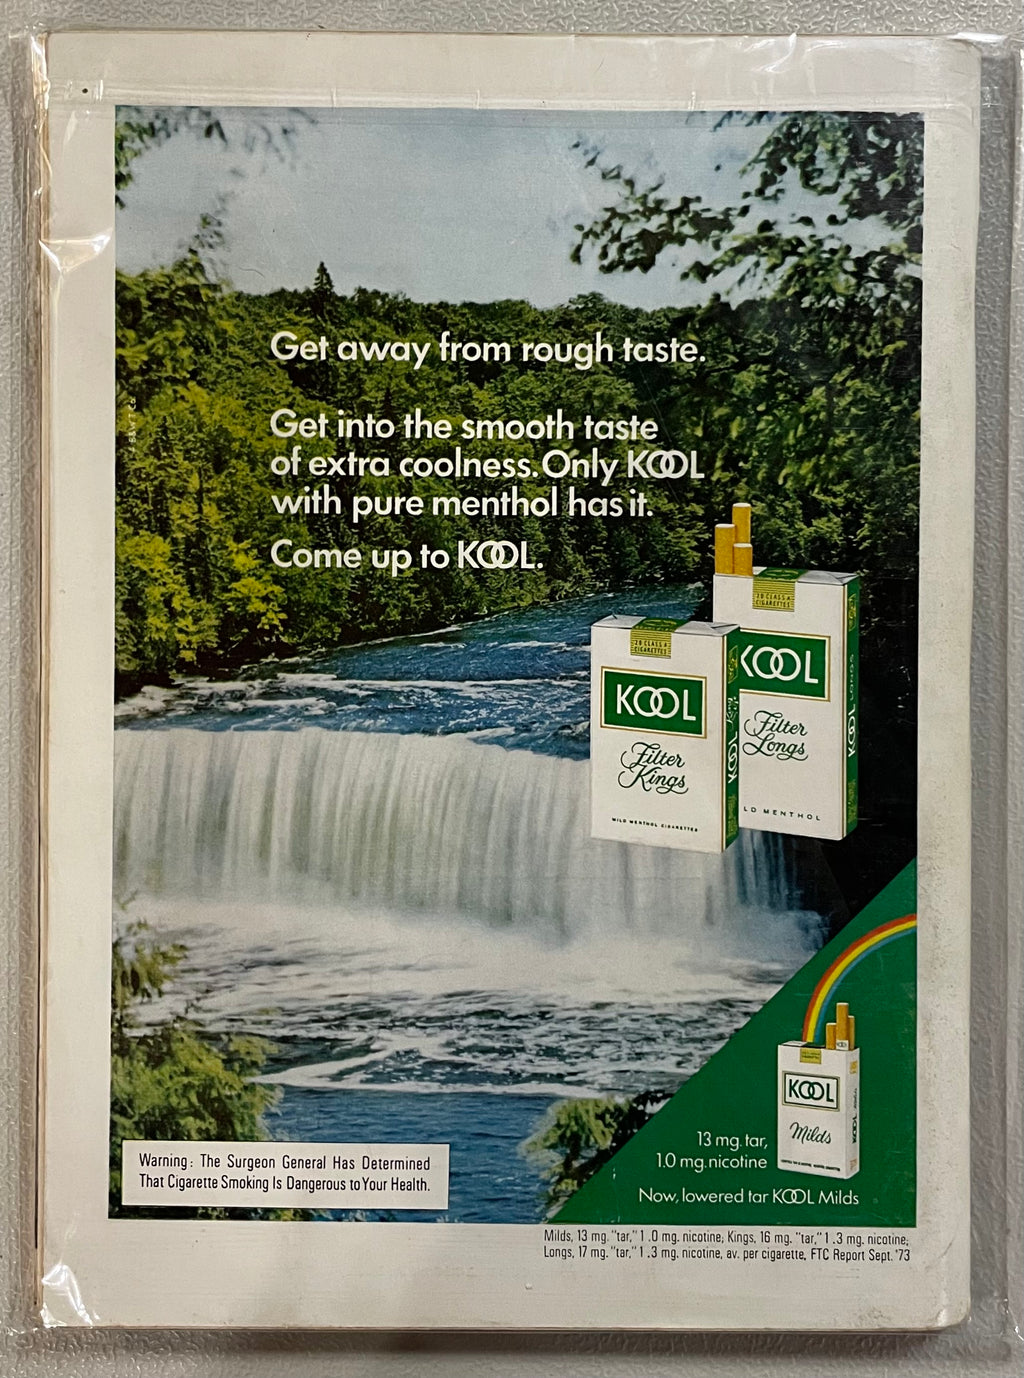 Get away from rough taste.
Get into the smooth taste
of extra coolness. Only KOOL
with pure menthol has it.
Come up to KOOL.
20 CLASS A
CIGARETTES
KOOL
Filter
Longs
LD MENTHOL
KOOL LONGS
20 CLASS A
CIGARETTES
KOOL
Filter
Kings
MILD MENTHOL CIGARETTES
KOOL
KOOL
Milds
13 mg. tar,
1.0 mg. nicotine
Now, lowered tar KOOL Milds
Warning: The Surgeon General Has Determined
That Cigarette Smoking Is Dangerous to Your Health.
Milds, 13 mg. "tar," 1.0 mg. nicotine; Kings, 16 mg. "tar," 1.3 mg. nicotine;
Longs, 17 mg. "tar," 1.3 mg. nicotine, av. per cigarette, FTC Report Sept. '73